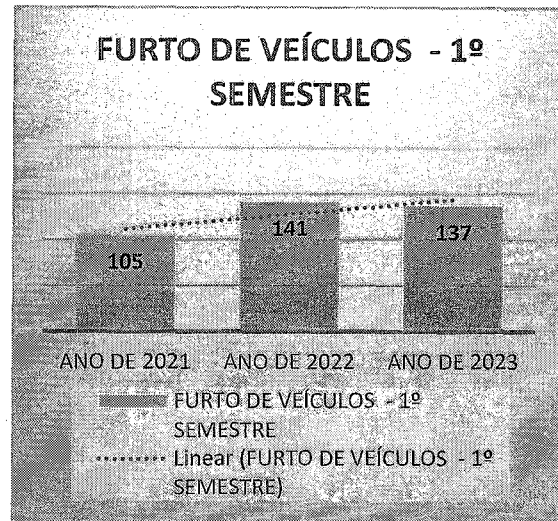 FURTO DE VEÍCULOS - 1º
SEMESTRE
105
141
137
ANO DE 2021
ANO DE 2022
ANO DE 2023
FURTO DE VEÍCULOS - 1º
SEMESTRE
Linear (FURTO DE VEÍCULOS - 1º
SEMESTRE)